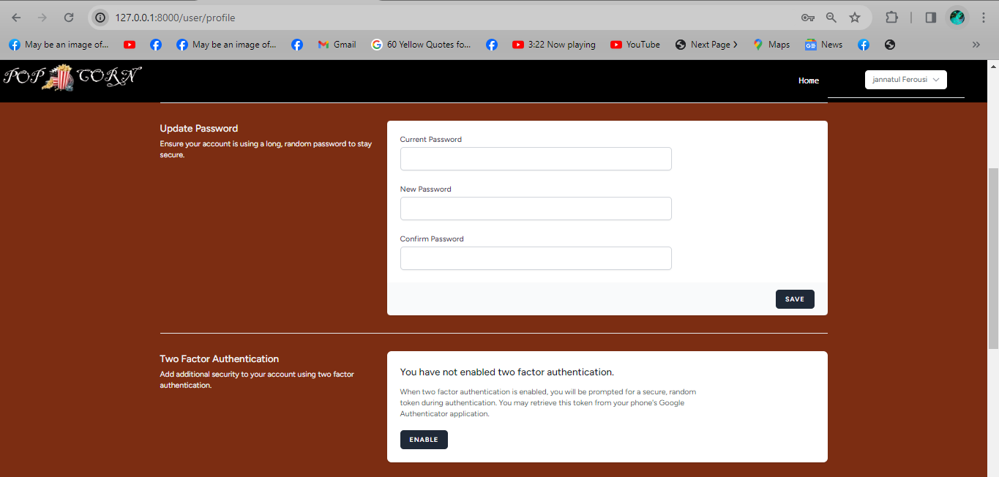 127.0.0.1:8000/user/profile
May be an image of... May be an image of... Gmail 60 Yellow Quotes fo... 3:22 Now playing YouTube Next Page Maps GE News
POP CORN
Home
jannatul Ferousi
Update Password
Ensure your account is using a long, random password to stay
secure.
Current Password
New Password
Confirm Password
SAVE
Two Factor Authentication
Add additional security to your account using two factor
authentication.
You have not enabled two factor authentication.
When two factor authentication is enabled, you will be prompted for a secure, random
token during authentication. You may retrieve this token from your phone's Google
Authenticator application.
ENABLE